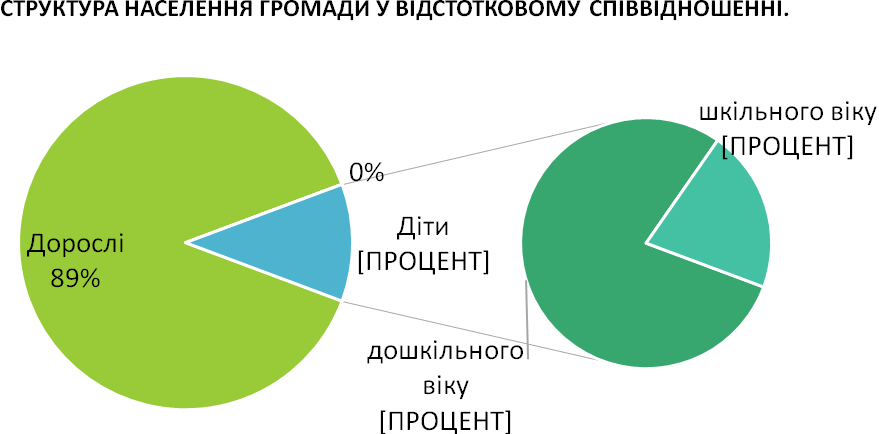 СТРУКТУРА НАСЕЛЕННЯ ГРОМАДИ У ВІДСТОТКОВОМУ СПІВВІДНОШЕННІ.
шкільного віку
[ПРОЦЕНТ]
0%
Діти
[ПРОЦЕНТ]
Дорослі
89%
дошкільного
віку
[ПРОЦЕНТ]